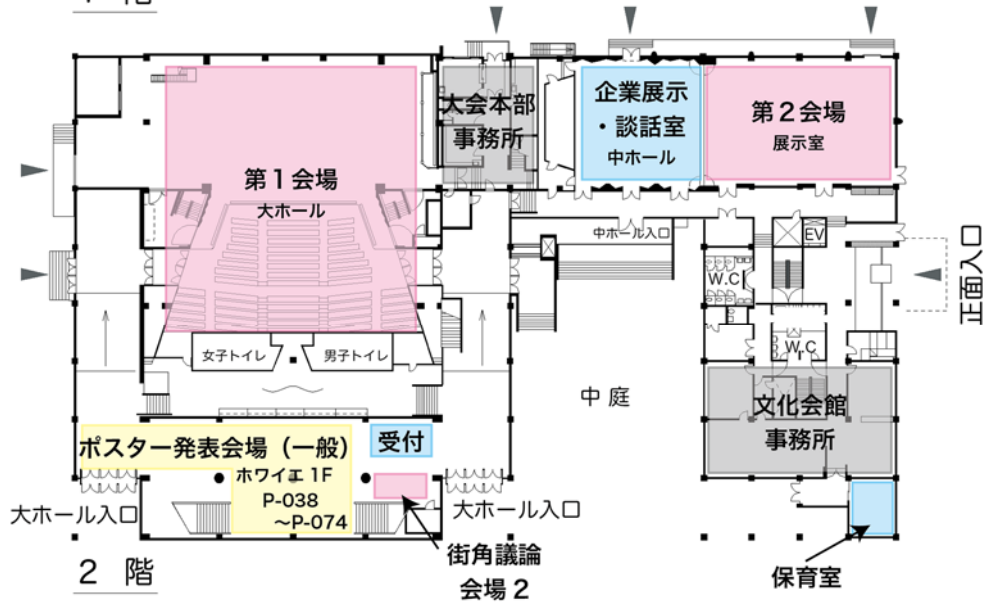 1 階
大会本部
事務所
企業展示
・談話室
中ホール
第2会場
展示室
第1会場
大ホール
中ホール入口
EV
W.C
正面入口
女子トイレ
男子トイレ
W.C
中庭
文化会館
事務所
ポスター発表会場（一般）
ホワイエ 1F
P-038
～P-074
受付
大ホール入口
大ホール入口
街角議論
会場2
保育室
2 階